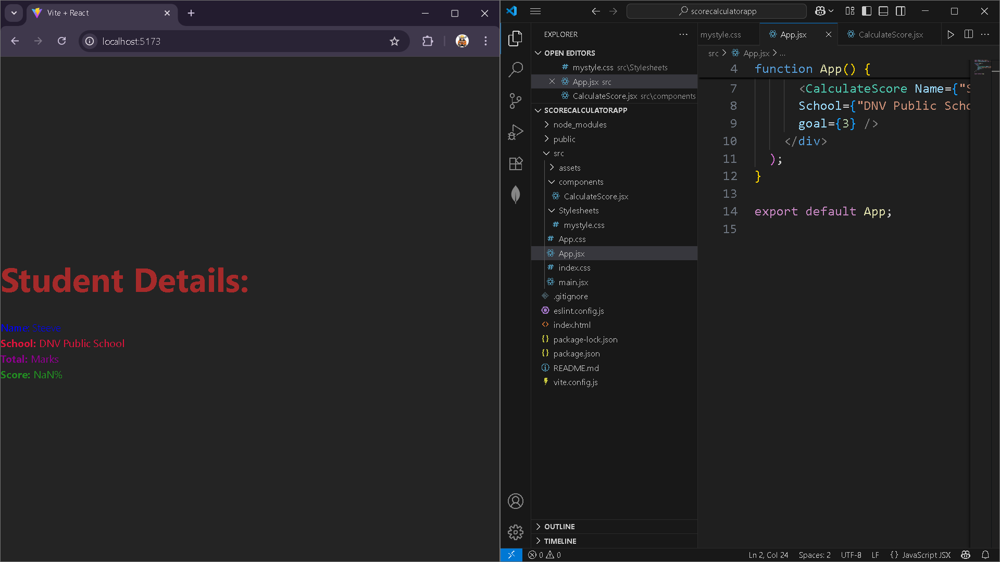 Vite + React
localhost:5173
Student Details:
Name: Steeve
School: DNV Public School
Total: Marks
Score: NaN%
scorecalculatorapp
EXPLORER
OPEN EDITORS
mystyle.css src\Stylesheets
App.jsx src
CalculateScore.jsx src\components
SCORECALCULATORAPP
node_modules
public
src
assets
components
CalculateScore.jsx
Stylesheets
mystyle.css
App.css
App.jsx
index.css
main.jsx
.gitignore
eslint.config.js
index.html
package-lock.json
package.json
README.md
vite.config.js
OUTLINE
TIMELINE
mystyle.css
App.jsx
CalculateScore.jsx
src > App.jsx > ...
4 function App() {
7 <CalculateScore Name={"S
8 School={"DNV Public Scho
9 goal={3} />
10 </div>
11 );
12 }
13
14 export default App;
15
0 0
Ln 2, Col 24 Spaces: 2 UTF-8 LF {} JavaScript JSX